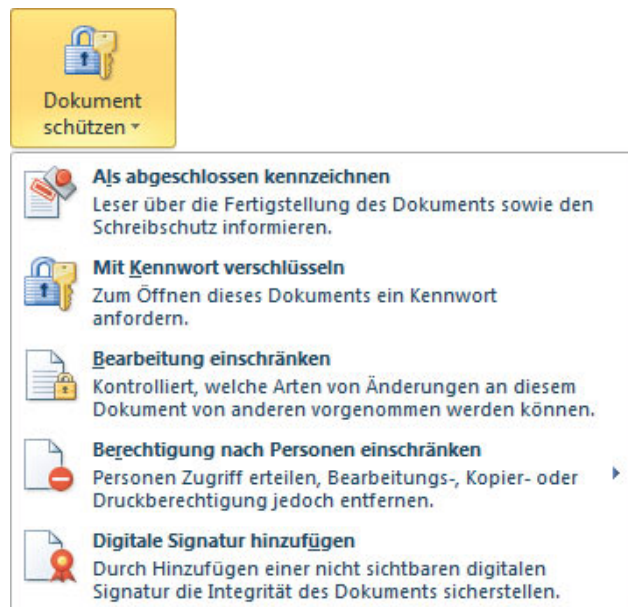 Dokument
schützen
Als abgeschlossen kennzeichnen
Leser über die Fertigstellung des Dokuments sowie den
Schreibschutz informieren.
Mit Kennwort verschlüsseln
Zum Öffnen dieses Dokuments ein Kennwort
anfordern.
Bearbeitung einschränken
Kontrolliert, welche Arten von Änderungen an diesem
Dokument von anderen vorgenommen werden können.
Berechtigung nach Personen einschränken
Personen Zugriff erteilen, Bearbeitungs-, Kopier- oder
Druckberechtigung jedoch entfernen.
Digitale Signatur hinzufügen
Durch Hinzufügen einer nicht sichtbaren digitalen
Signatur die Integrität des Dokuments sicherstellen.